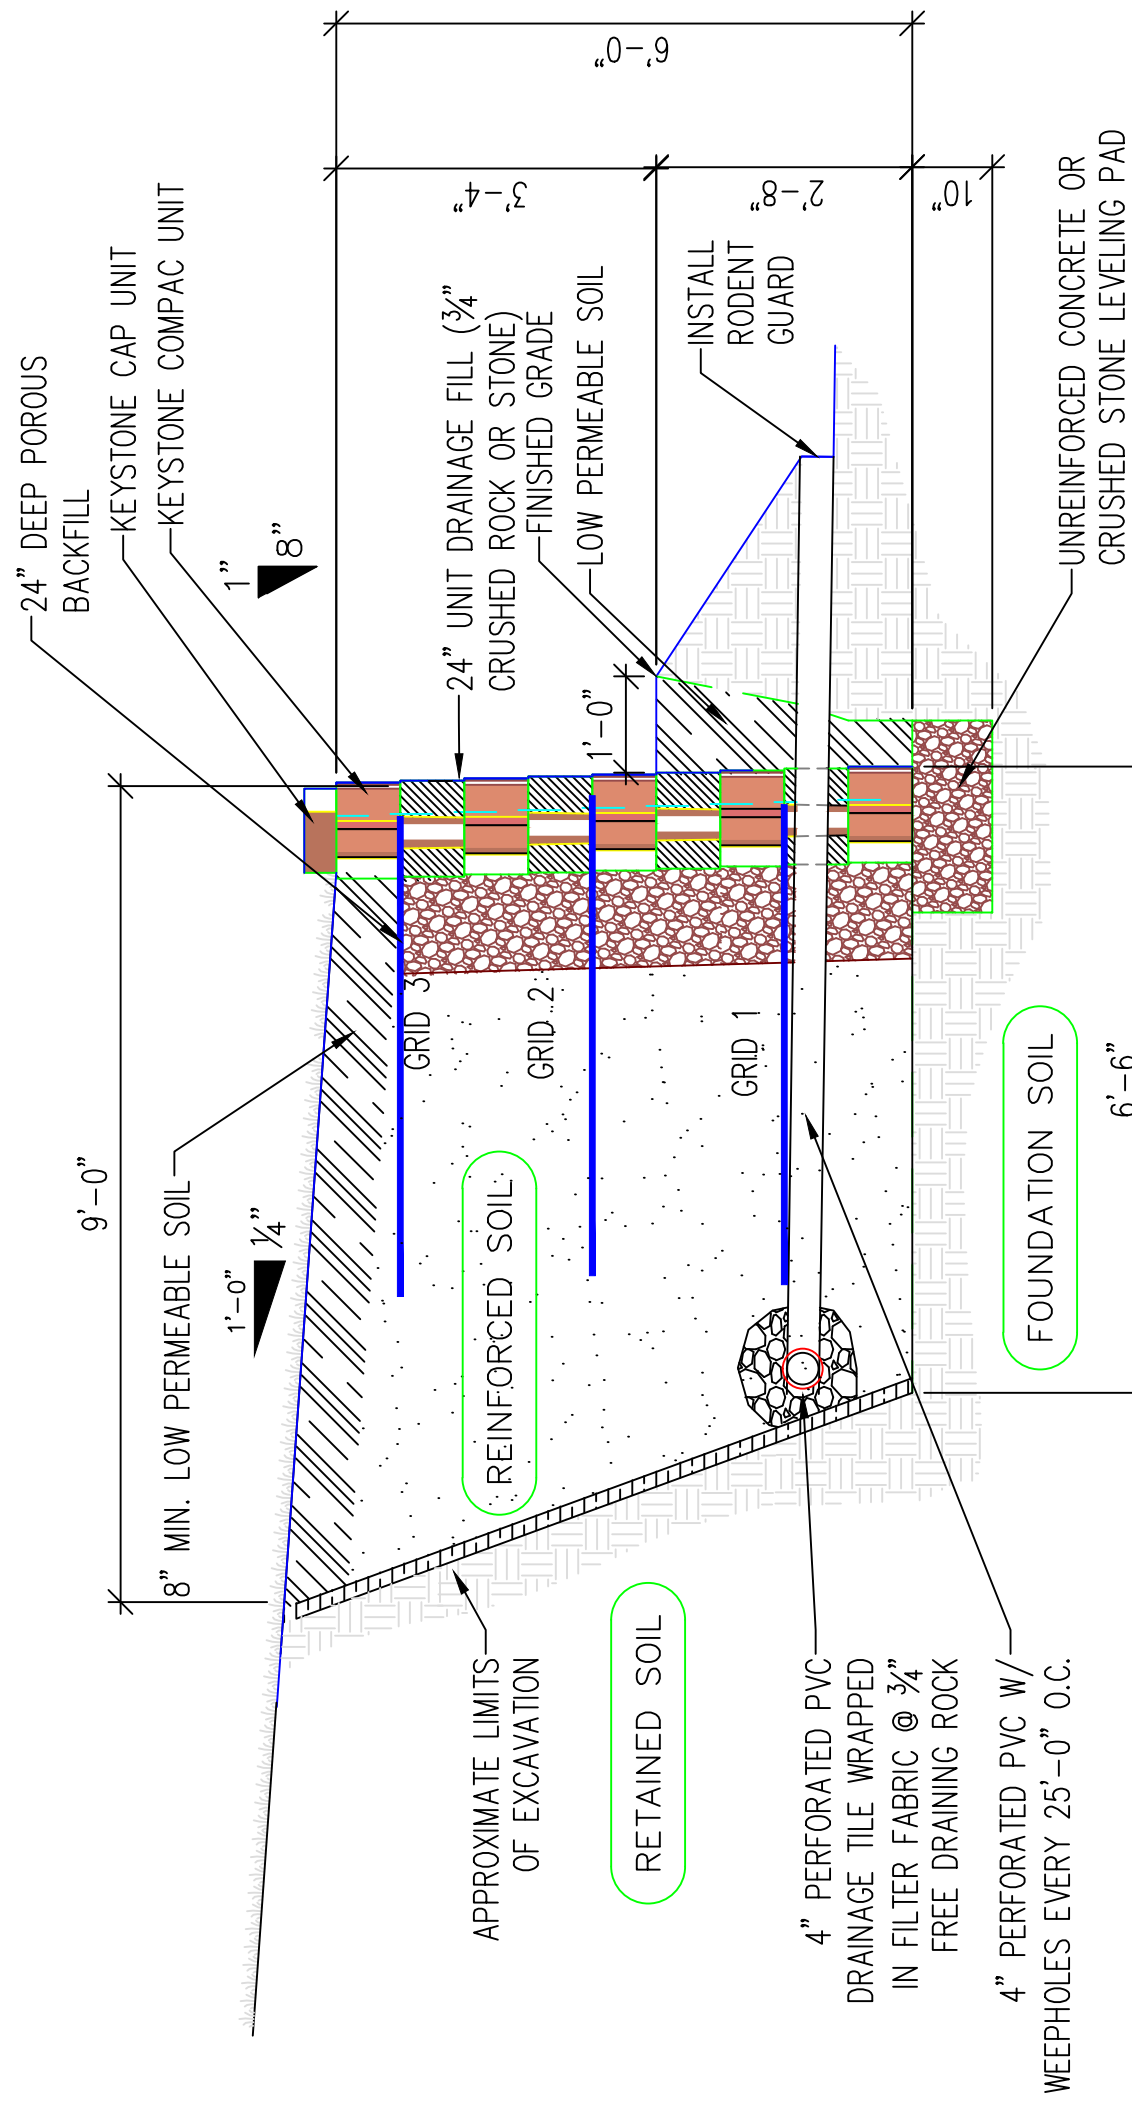 24” DEEP POROUS
BACKFILL
KEYSTONE CAP UNIT
KEYSTONE COMPAC UNIT
1”
8”
24” UNIT DRAINAGE FILL (¾”
CRUSHED ROCK OR STONE)
FINISHED GRADE
LOW PERMEABLE SOIL
INSTALL
RODENT
GUARD
UNREINFORCED CONCRETE OR
CRUSHED STONE LEVELING PAD
6’-0”
3’-4”
2’-8”
10”
1’-0”
9’-0”
8” MIN. LOW PERMEABLE SOIL
1’-0”
¼”
GRID 3
GRID 2
GRID 1
REINFORCED SOIL
FOUNDATION SOIL
6’-6”
APPROXIMATE LIMITS
OF EXCAVATION
RETAINED SOIL
4” PERFORATED PVC
DRAINAGE TILE WRAPPED
IN FILTER FABRIC @ ¾”
FREE DRAINING ROCK
4” PERFORATED PVC W/
WEEPHOLES EVERY 25’-0” O.C.